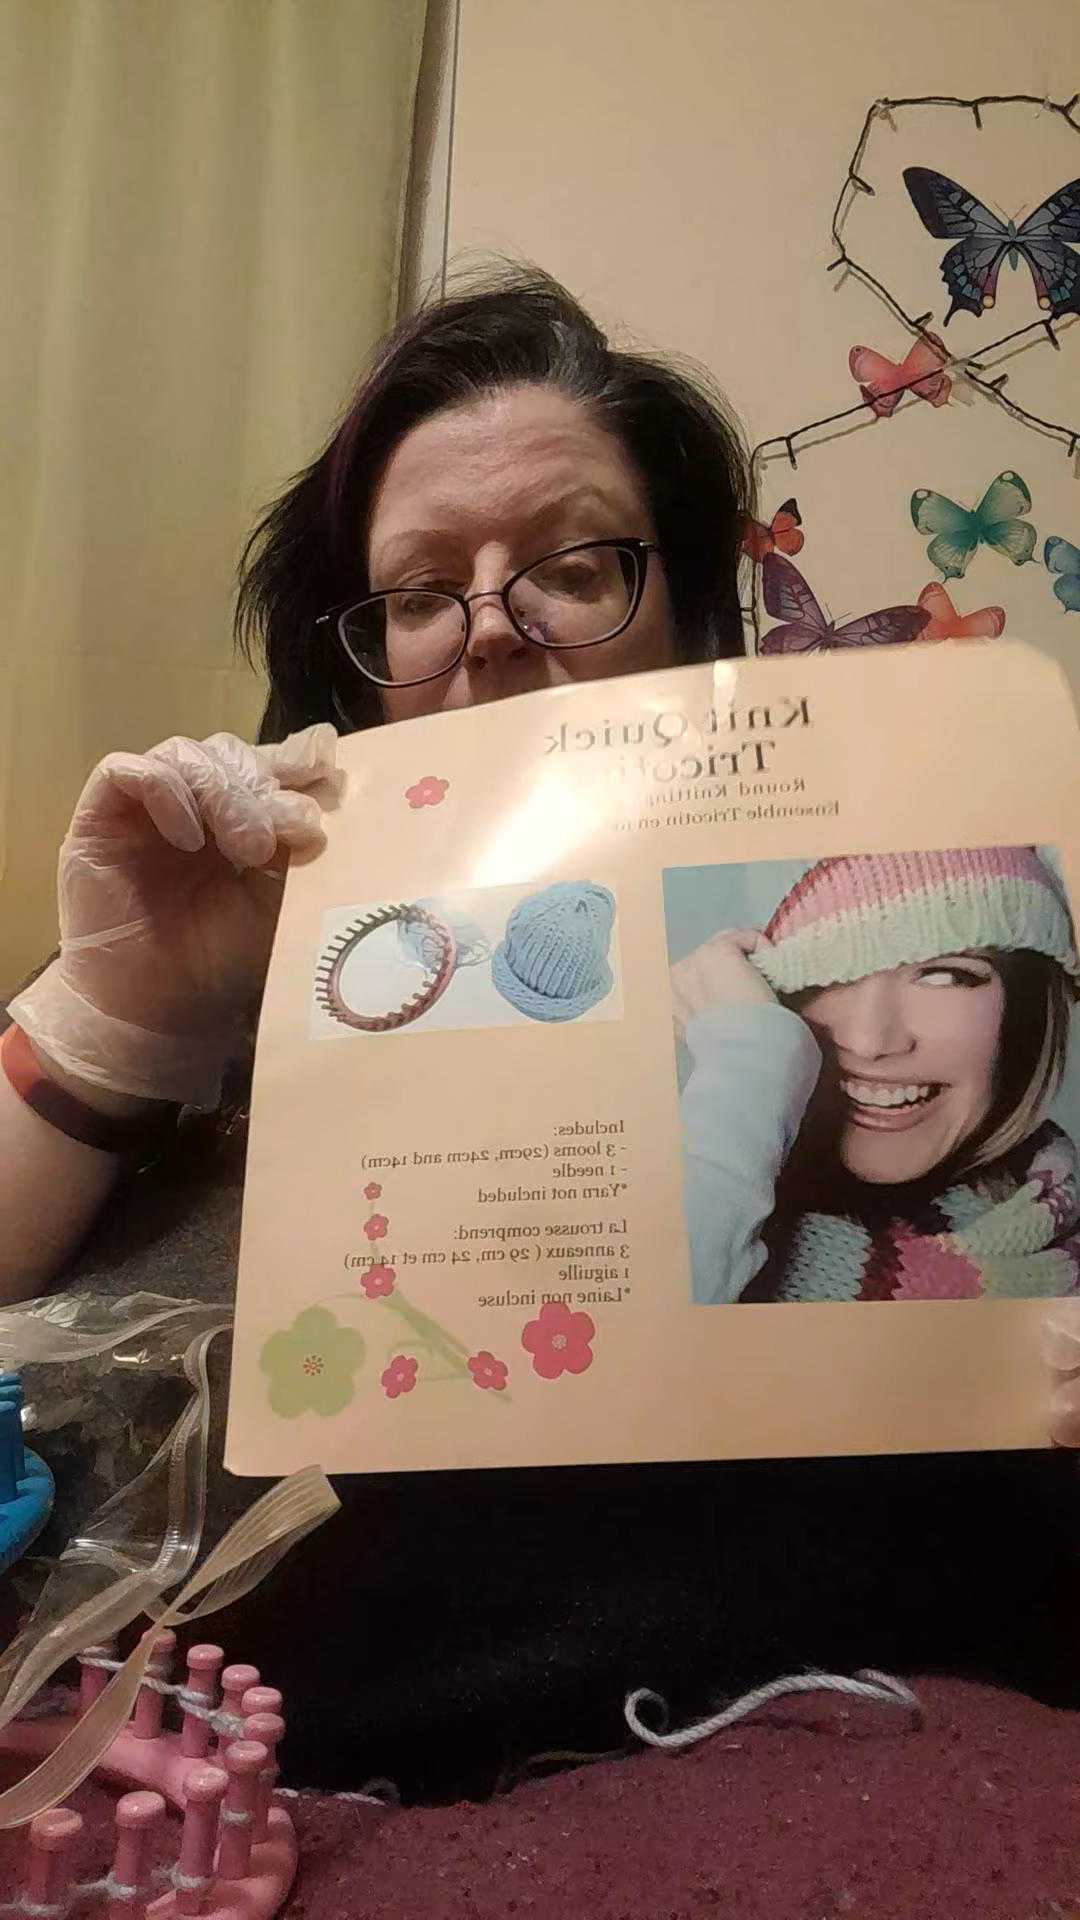 Knit Quick
Tricotin
Round Knitting
Ensemble Tricotin en
Includes:
- 3 looms (29cm, 24cm and 14cm)
- 1 needle
*Yarn not included
La trousse comprend:
3 anneaux ( 29 cm, 24 cm et 14 cm)
1 aiguille
*Laine non incluse